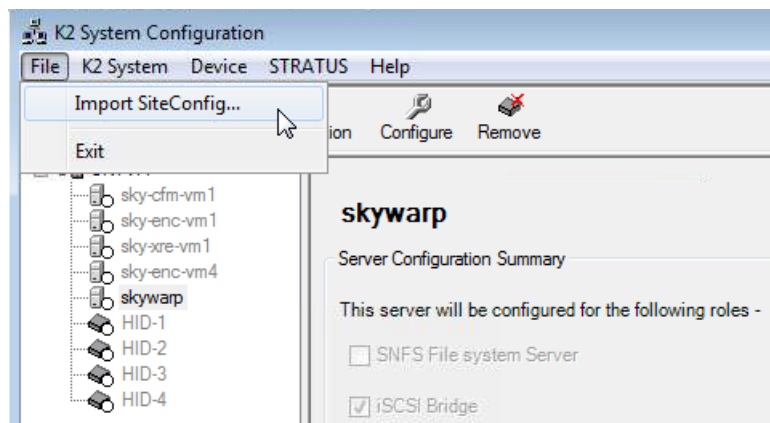 K2 System Configuration
File K2 System Device STRATUS Help
Import SiteConfig...
Exit
ion Configure Remove
sky-cfm-vm1
sky-enc-vm1
sky-xre-vm1
sky-enc-vm4
skywarp
HID-1
HID-2
HID-3
HID-4
skywarp
Server Configuration Summary
This server will be configured for the following roles -
SNFS File system Server
iSCSI Bridge